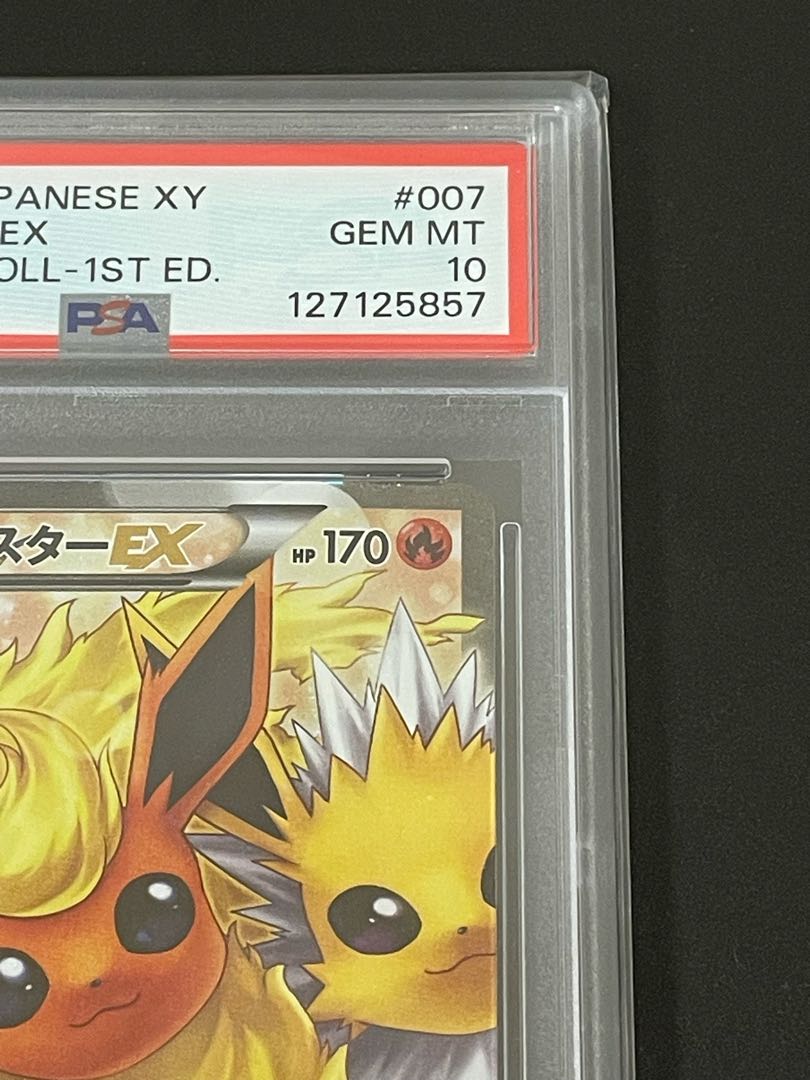 PANESE XY #007
EX GEM MT
OLL-1ST ED. 10
PSA 127125857
スターEX HP 170